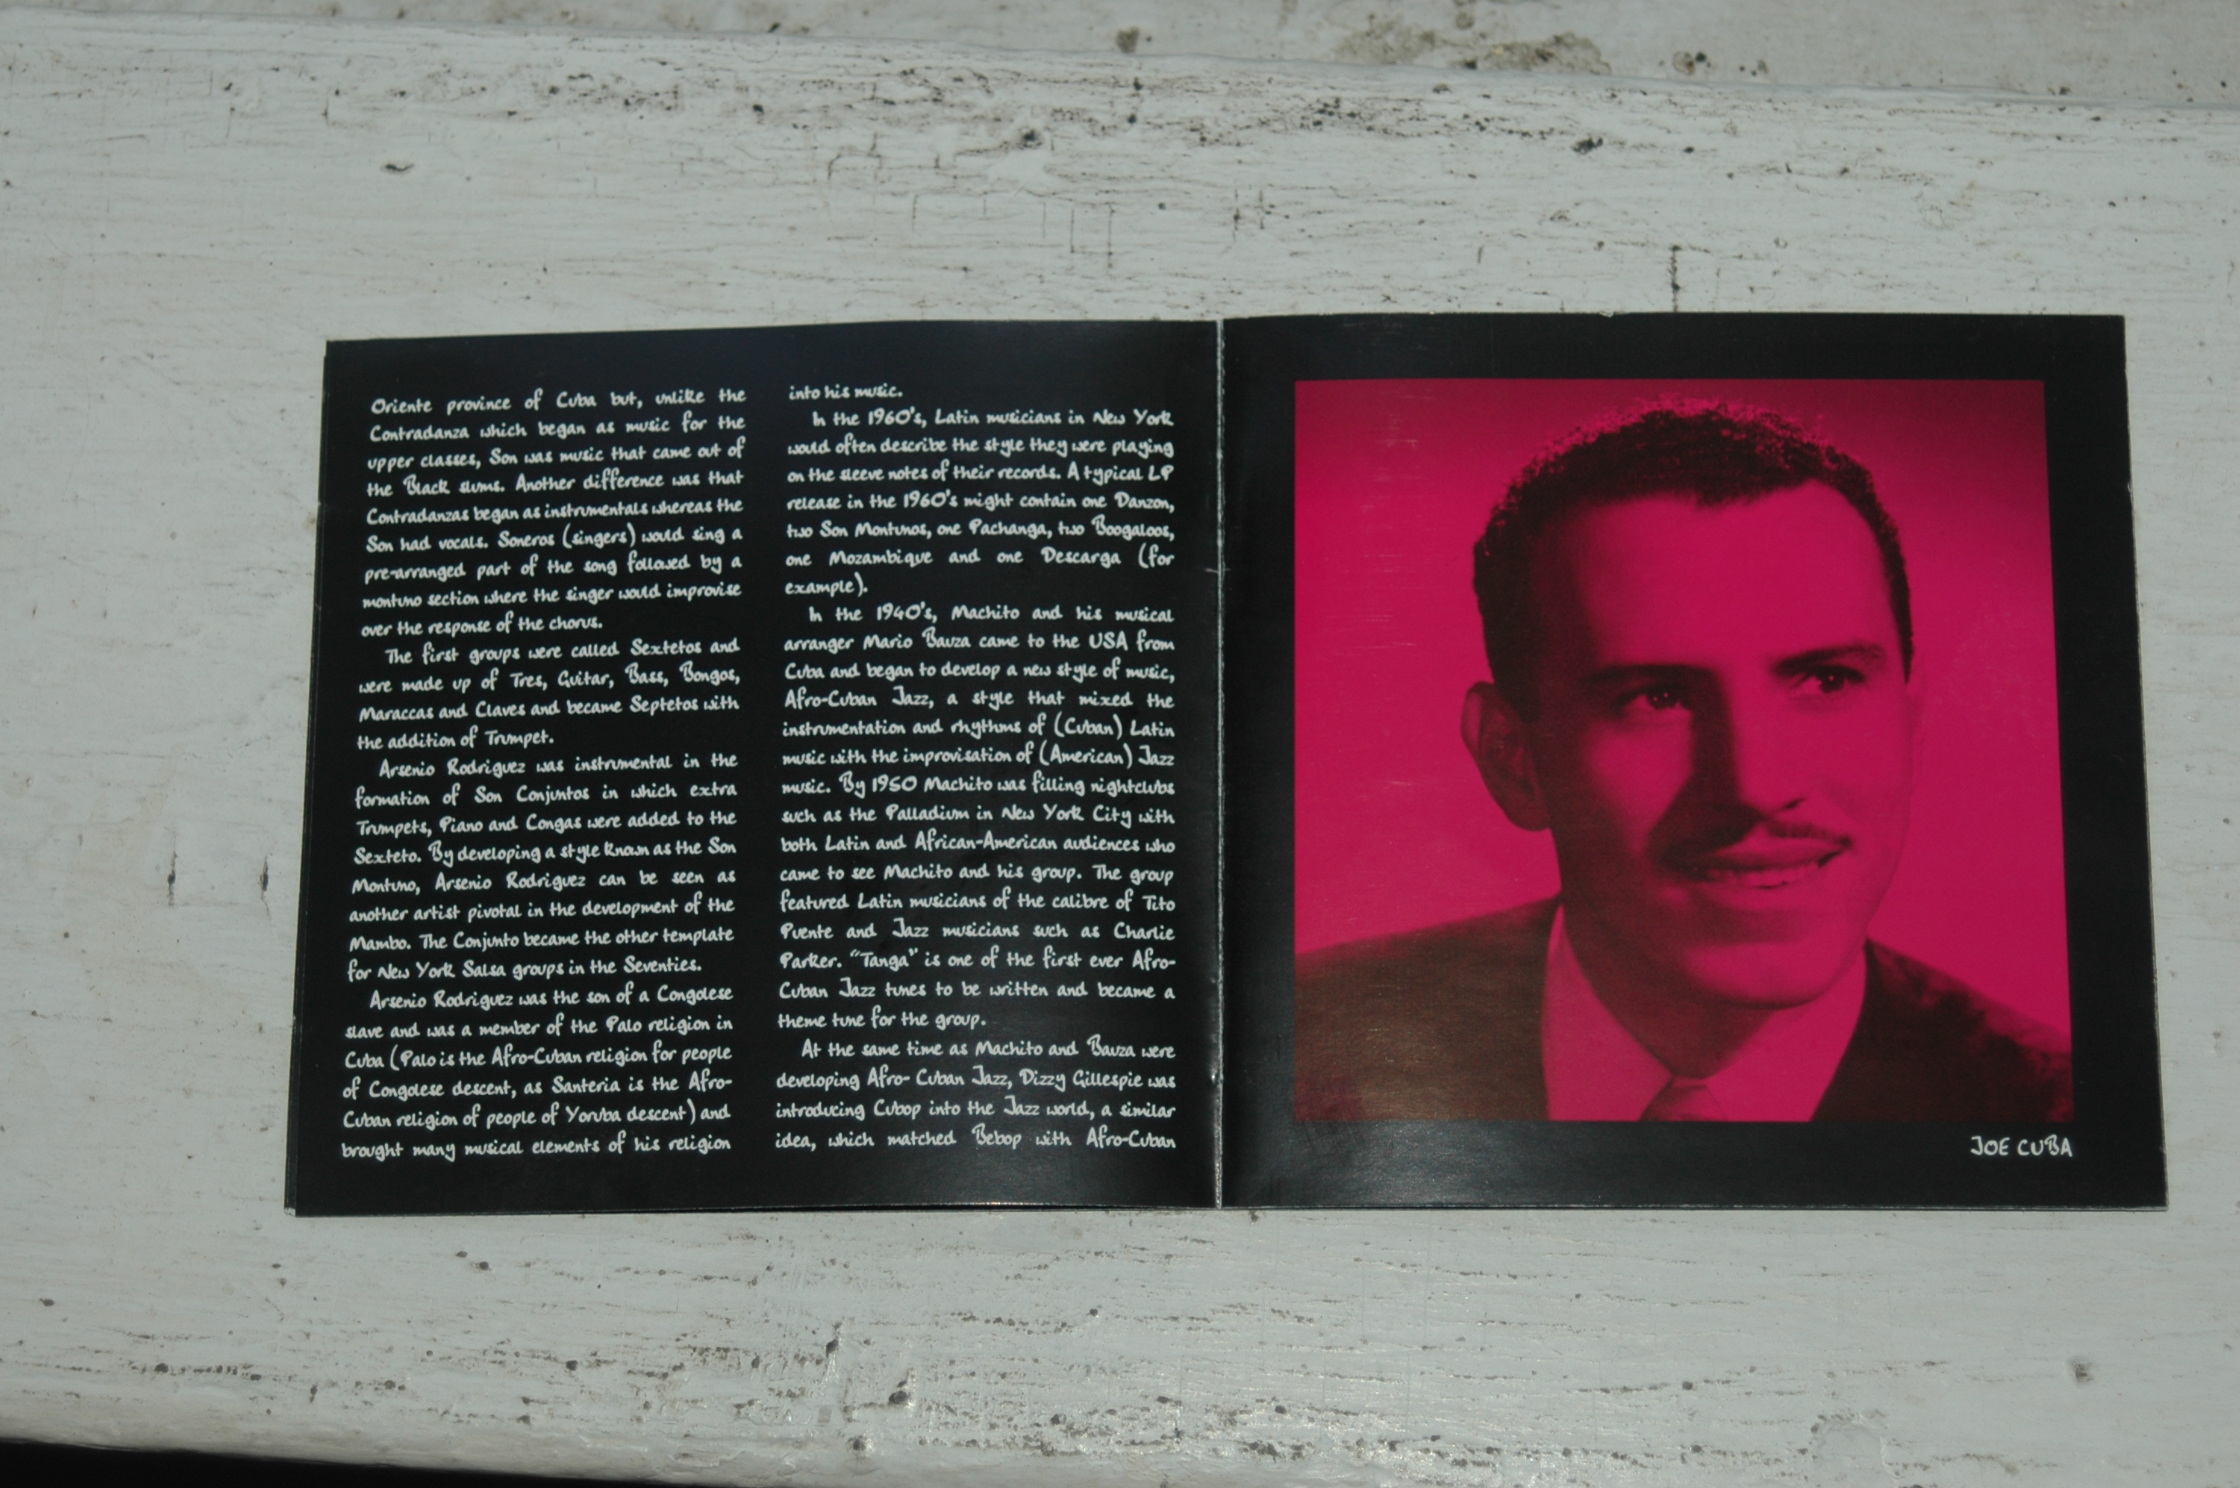 Oriente province of Cuba but, unlike the
Contradanza which began as music for the
upper classes, Son was music that came out of
the Black slums. Another difference was that
Contradanzas began as instrumentals whereas the
Son had vocals. Soneros (singers) would sing a
pre-arranged part of the song followed by a
montuno section where the singer would improvise
over the response of the chorus.
The first groups were called Sextetos and
were made up of Tres, Guitar, Bass, Bongos,
Maraccas and Claves and became Septetos with
the addition of Trumpet.
Arsenio Rodriguez was instrumental in the
formation of Son Conjuntos in which extra
Trumpets, Piano and Congas were added to the
Sexteto. By developing a style known as the Son
Montuno, Arsenio Rodriguez can be seen as
another artist pivotal in the development of the
Mambo. The Conjunto became the other template
for New York Salsa groups in the Seventies.
Arsenio Rodriguez was the son of a Congolese
slave and was a member of the Palo religion in
Cuba (Palo is the Afro-Cuban religion for people
of Congolese descent, as Santeria is the Afro-
Cuban religion of people of Yoruba descent) and
brought many musical elements of his religion
into his music.
In the 1960's, Latin musicians in New York
would often describe the style they were playing
on the sleeve notes of their records. A typical LP
release in the 1960's might contain one Danzon,
two Son Montunos, one Pachanga, two Boogaloos,
one Mozambique and one Descarga (for
example).
In the 1940's, Machito and his musical
arranger Mario Bauza came to the USA from
Cuba and began to develop a new style of music,
Afro-Cuban Jazz, a style that mixed the
instrumentation and rhythms of (Cuban) Latin
music with the improvisation of (American) Jazz
music. By 1950 Machito was filling nightclubs
such as the Palladium in New York City with
both Latin and African-American audiences who
came to see Machito and his group. The group
featured Latin musicians of the calibre of Tito
Puente and Jazz musicians such as Charlie
Parker. "Tanga" is one of the first ever Afro-
Cuban Jazz tunes to be written and became a
theme tune for the group.
At the same time as Machito and Bauza were
developing Afro- Cuban Jazz, Dizzy Gillespie was
introducing Cubop into the Jazz world, a similar
idea, which matched Bebop with Afro-Cuban
JOE CUBA